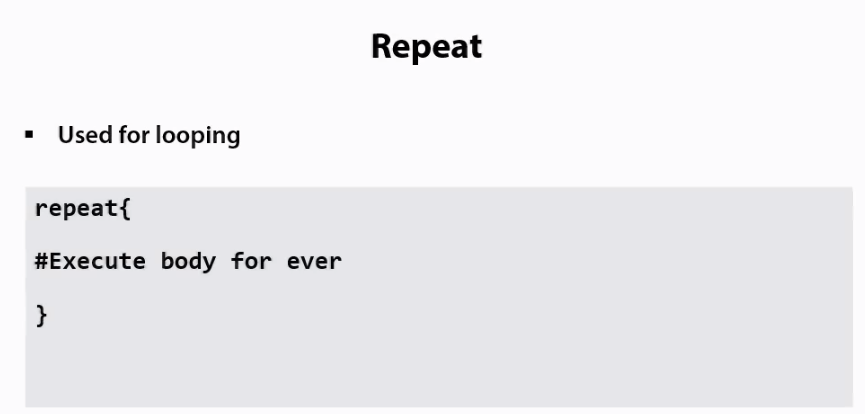 Repeat
▪ Used for looping
repeat{
#Execute body for ever
}